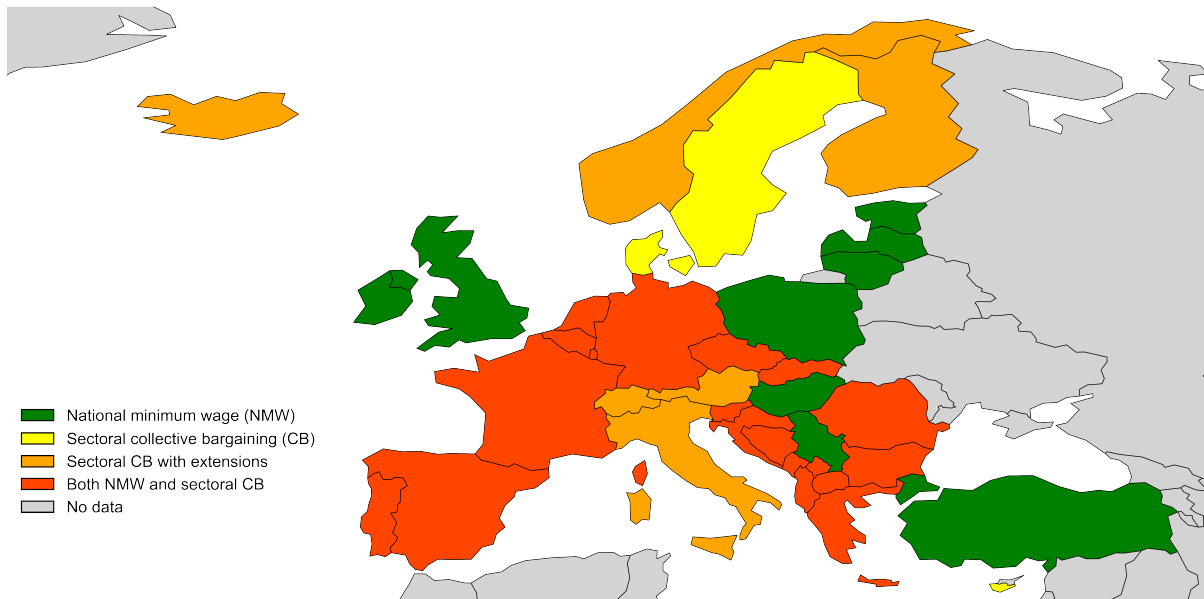 National minimum wage (NMW)
Sectoral collective bargaining (CB)
Sectoral CB with extensions
Both NMW and sectoral CB
No data